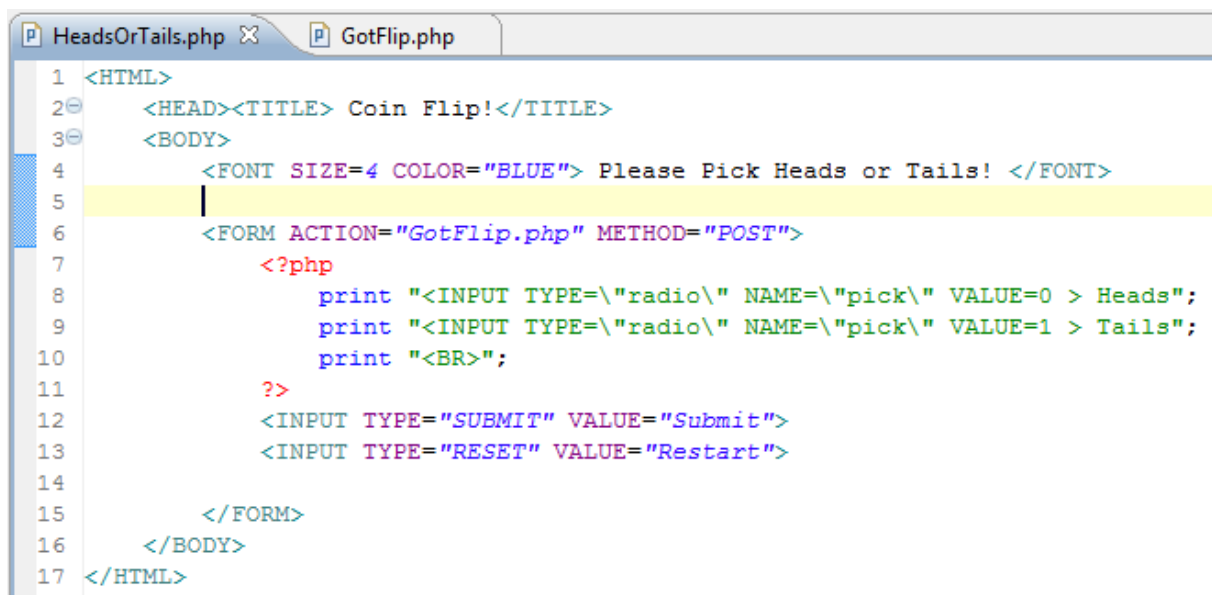 HeadsOrTails.php GotFlip.php
1 <HTML>
2 <HEAD><TITLE> Coin Flip!</TITLE>
3 <BODY>
4 <FONT SIZE=4 COLOR="BLUE"> Please Pick Heads or Tails! </FONT>
5
6 <FORM ACTION="GotFlip.php" METHOD="POST">
7 <?php
8 print "<INPUT TYPE=\"radio\" NAME=\"pick\" VALUE=0 > Heads";
9 print "<INPUT TYPE=\"radio\" NAME=\"pick\" VALUE=1 > Tails";
10 print "<BR>";
11 ?>
12 <INPUT TYPE="SUBMIT" VALUE="Submit">
13 <INPUT TYPE="RESET" VALUE="Restart">
14
15 </FORM>
16 </BODY>
17 </HTML>